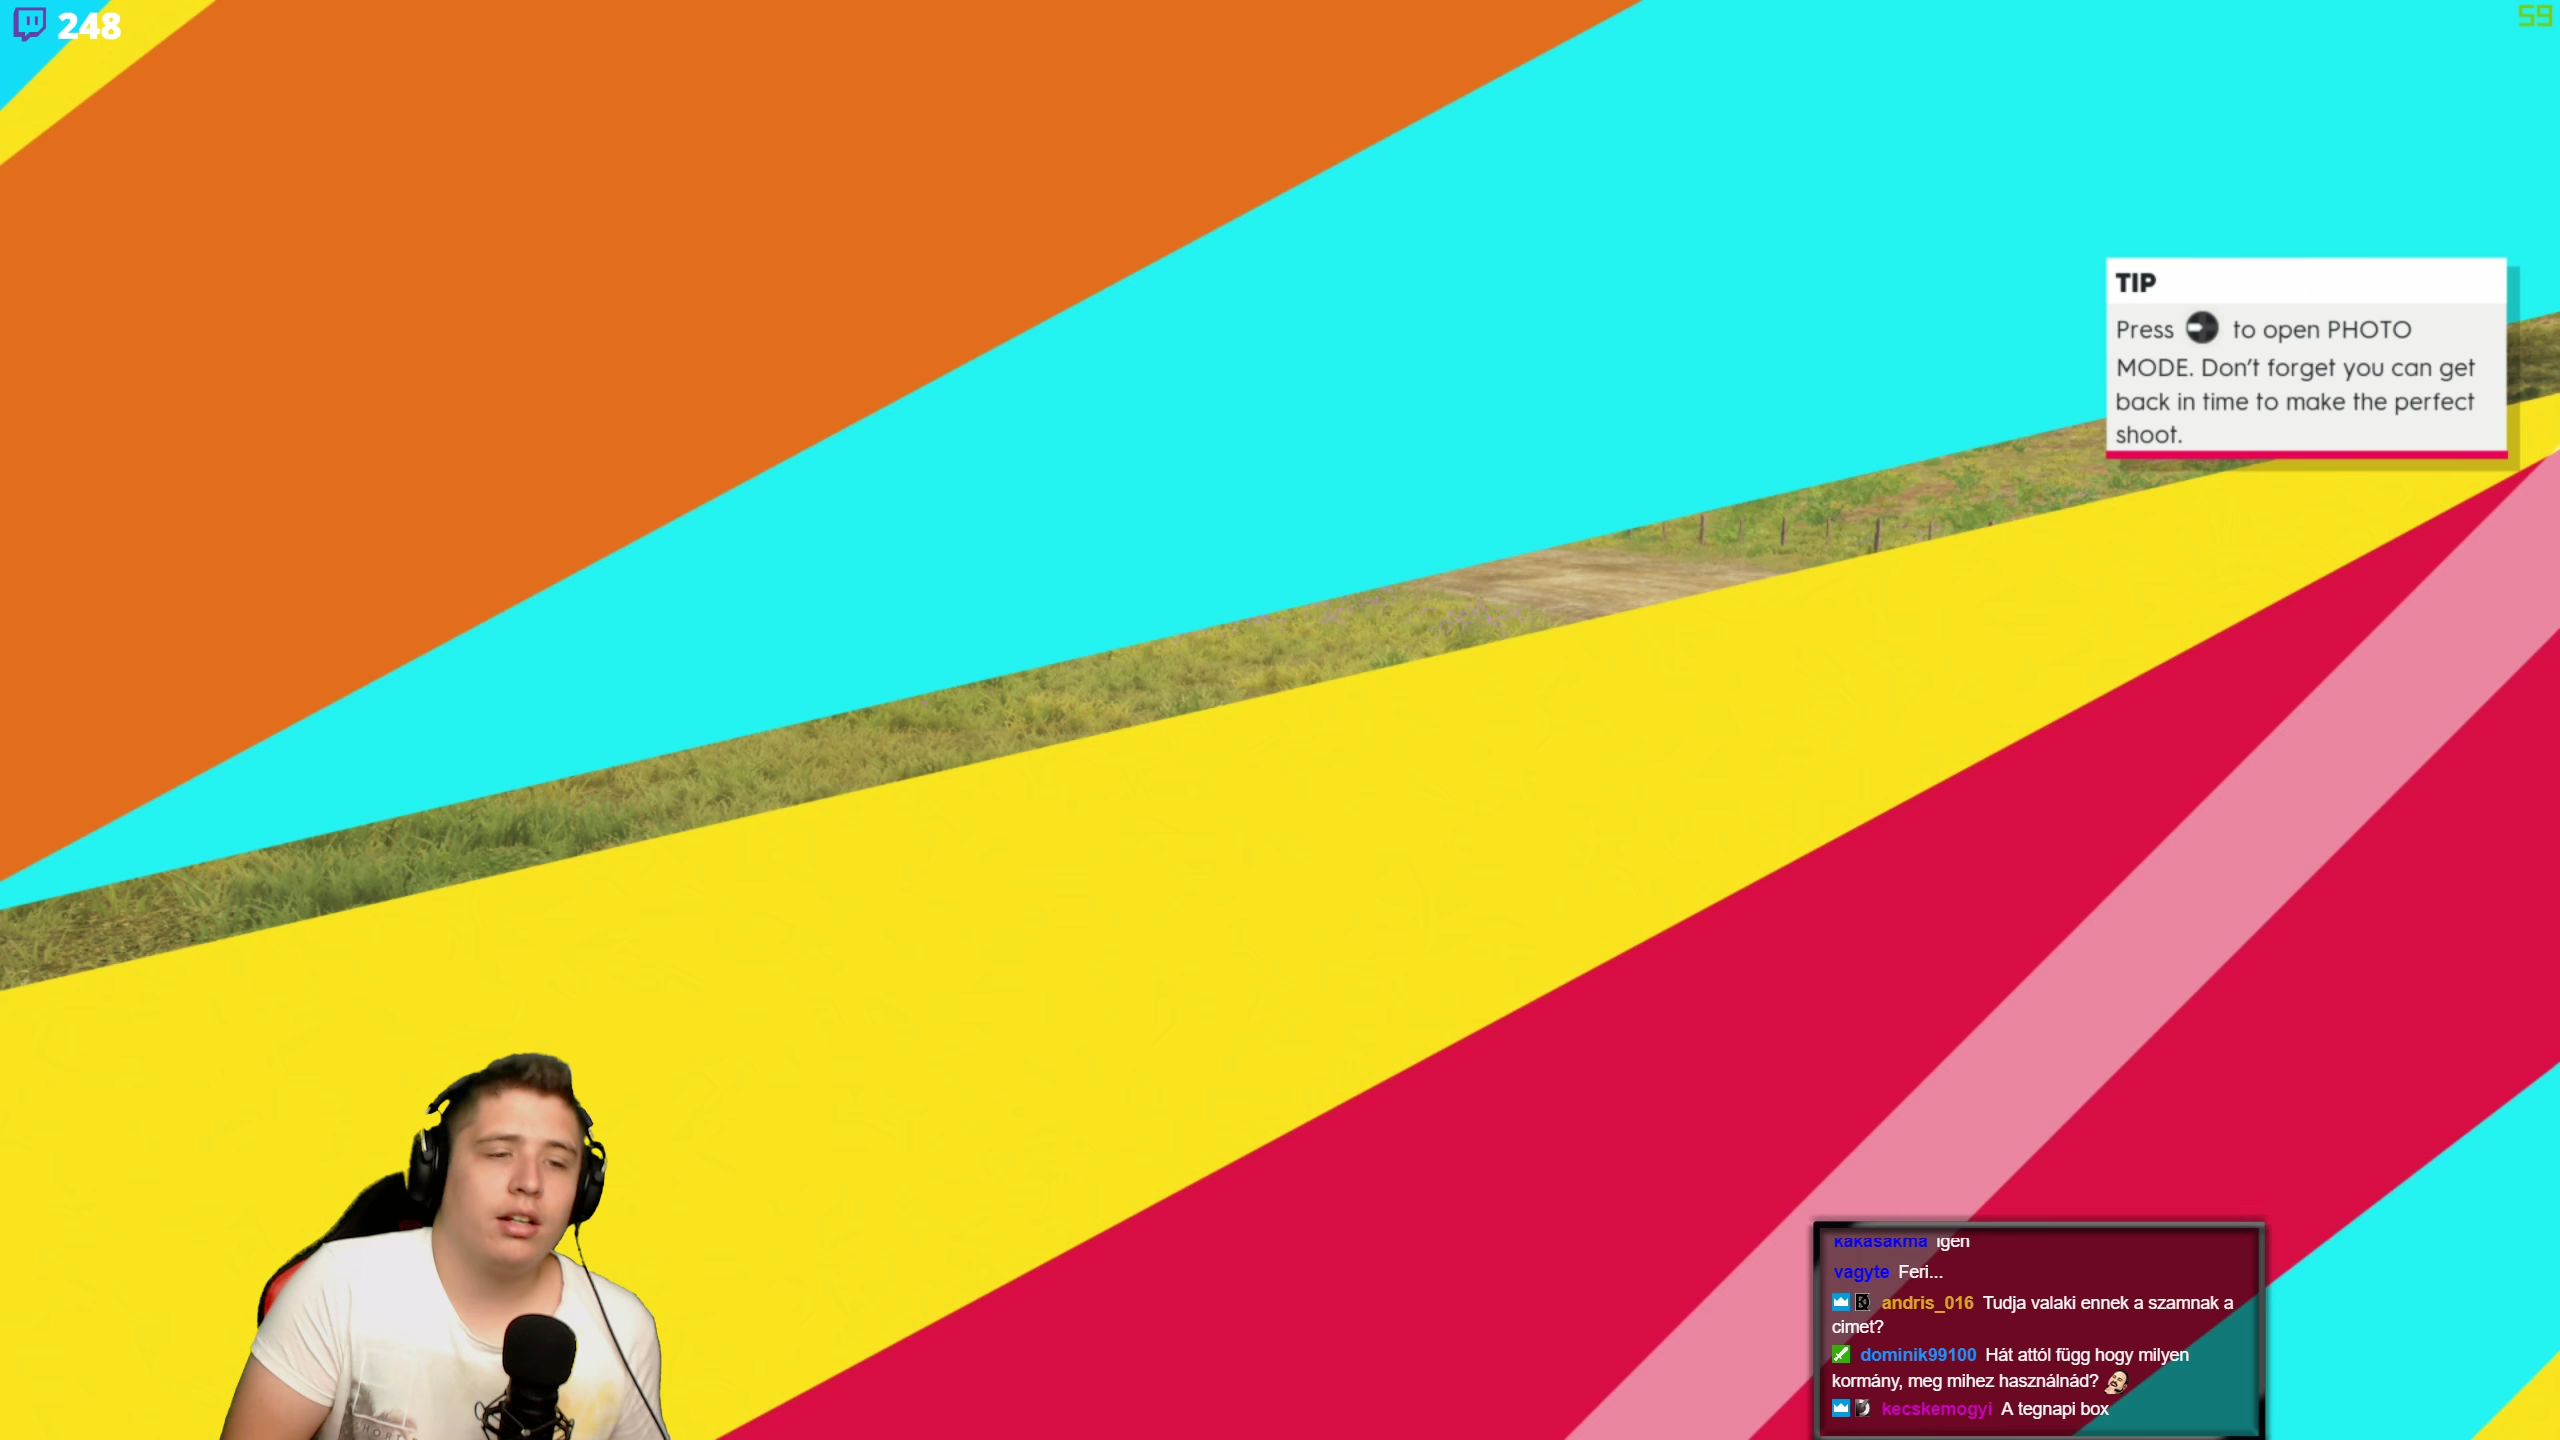 248
59
TIP
Press to open PHOTO
MODE. Don't forget you can get
back in time to make the perfect
shoot.
kakasakma igen
vagyte Feri...
andris_016 Tudja valaki ennek a szamnak a
cimet?
dominik99100 Hát attól függ hogy milyen
kormány, meg mihez használnád?
kecskemogyi A tegnapi box